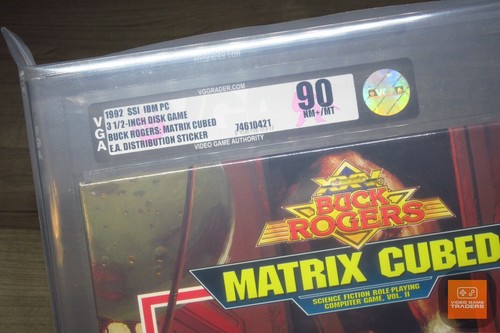 VGGRADER.COM
VGGRADER.COM
VGA
1992 SSI IBM PC
3 1/2-INCH DISK GAME
BUCK ROGERS: MATRIX CUBED
E.A. DISTRIBUTION STICKER
74610421
90
NM+/MT
VIDEO GAME AUTHORITY
XXVc
BUCK
ROGERS
MATRIX CUBED
SCIENCE FICTION ROLE-PLAYING
COMPUTER GAME, VOL. II
VIDEO GAME
TRADERS